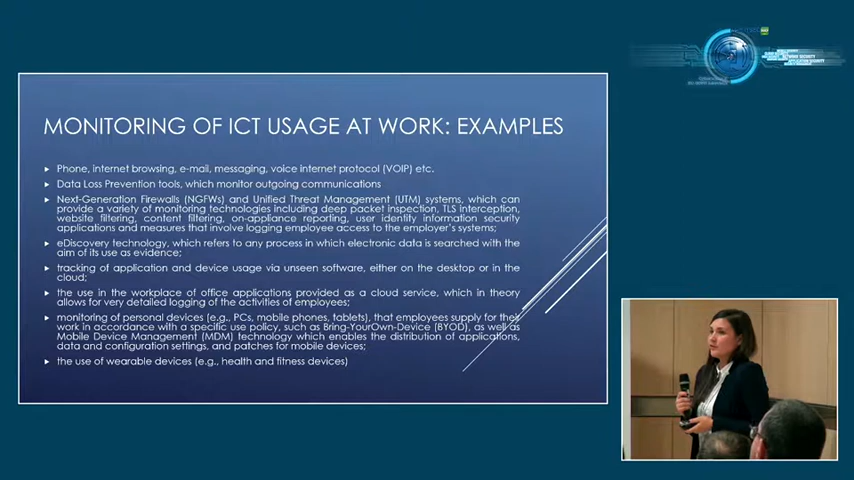 MONITORING OF ICT USAGE AT WORK: EXAMPLES
Phone, internet browsing, e-mail, messaging, voice internet protocol (VOIP) etc.
Data Loss Prevention tools, which monitor outgoing communications
Next-Generation Firewalls (NGFWs) and Unified Threat Management (UTM) systems, which can
provide a variety of monitoring technologies including deep packet inspection, TLS interception,
website filtering, content filtering, on-appliance reporting, user identity information security
applications and measures that involve logging employee access to the employer's systems;
eDiscovery technology, which refers to any process in which electronic data is searched with the
aim of its use as evidence;
tracking of application and device usage via unseen software, either on the desktop or in the
cloud;
the use in the workplace of office applications provided as a cloud service, which in theory
allows for very detailed logging of the activities of employees;
monitoring of personal devices (e.g., PCs, mobile phones, tablets), that employees supply for their
work in accordance with a specific use policy, such as Bring-YourOwn-Device (BYOD), as well as
Mobile Device Management (MDM) technology which enables the distribution of applications,
data and configuration settings, and patches for mobile devices;
the use of wearable devices (e.g., health and fitness devices)